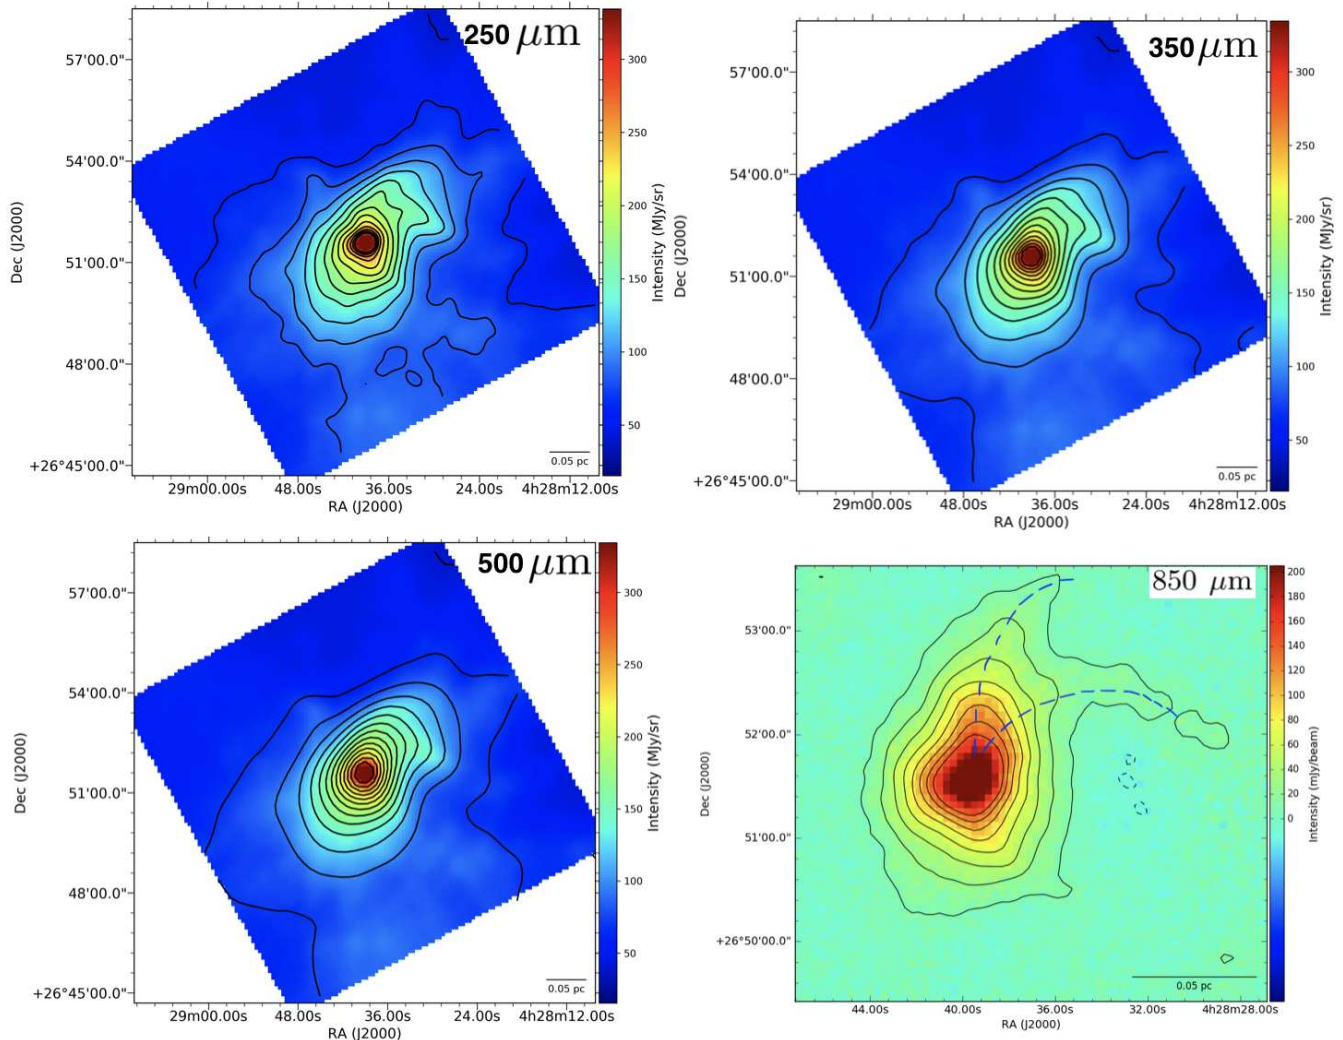 250 μm
57'00.0"
54'00.0"
51'00.0"
48'00.0"
+26°45'00.0"
Dec (J2000)
29m00.00s 48.00s 36.00s 24.00s 4h28m12.00s
RA (J2000)
0.05 pc
300
250
200
150
100
50
Intensity (MJy/sr)
350 μm
57'00.0"
54'00.0"
51'00.0"
48'00.0"
+26°45'00.0"
Dec (J2000)
29m00.00s 48.00s 36.00s 24.00s 4h28m12.00s
RA (J2000)
0.05 pc
300
250
200
150
100
50
Intensity (MJy/sr)
500 μm
57'00.0"
54'00.0"
51'00.0"
48'00.0"
+26°45'00.0"
Dec (J2000)
29m00.00s 48.00s 36.00s 24.00s 4h28m12.00s
RA (J2000)
0.05 pc
300
250
200
150
100
50
Intensity (MJy/sr)
850 μm
53'00.0"
52'00.0"
51'00.0"
+26°50'00.0"
Dec (J2000)
44.00s 40.00s 36.00s 32.00s 4h28m28.00s
RA (J2000)
0.05 pc
200
180
160
140
120
100
80
60
40
20
0
Intensity (mJy/beam)